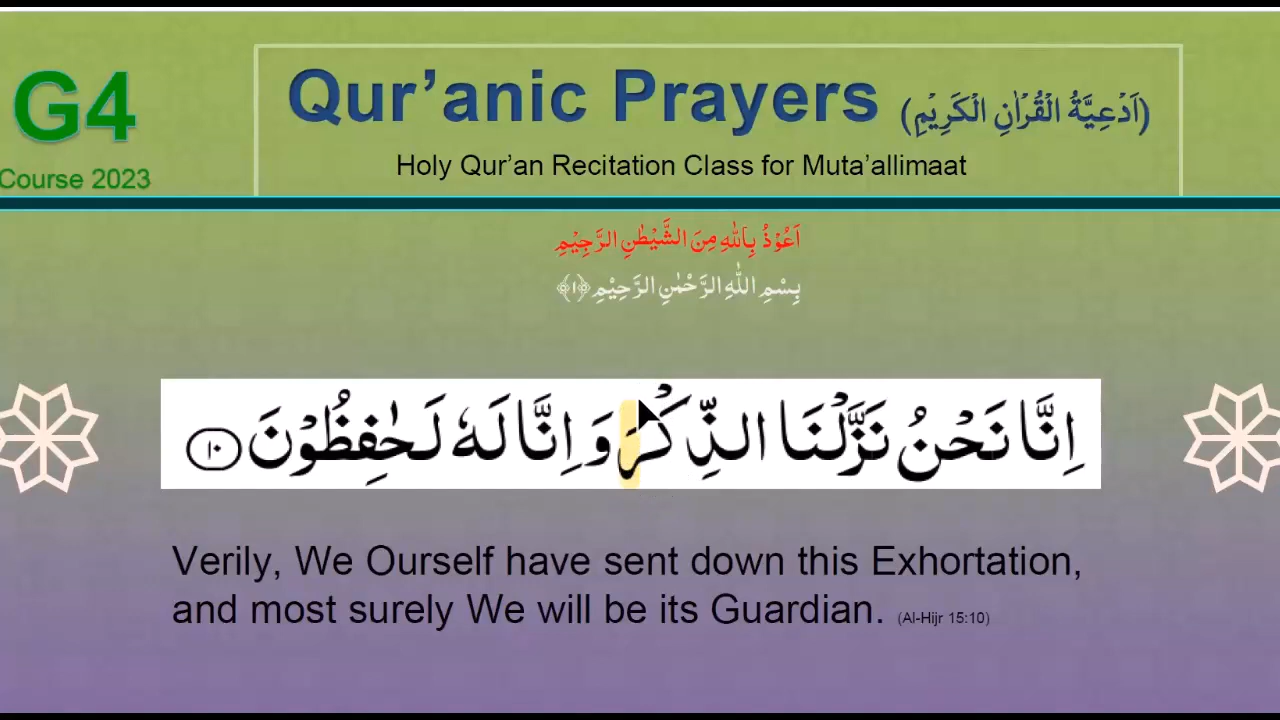 G4
Course 2023
Qur’anic Prayers (اَدْعِيَّةُ الْقُرْاٰنِ الْكَرِيْمِ)
Holy Qur’an Recitation Class for Muta’allimaat
اَعُوْذُ بِاللّٰهِ مِنَ الشَّيْطٰنِ الرَّجِيْمِ
بِسْمِ اللّٰهِ الرَّحْمٰنِ الرَّحِيْمِ ﴿۱﴾
اِنَّا نَحْنُ نَزَّلْنَا الذِّكْرَ وَ اِنَّا لَهٗ لَحٰفِظُوْنَ ۱۰
Verily, We Ourself have sent down this Exhortation,
and most surely We will be its Guardian. (Al-Hijr 15:10)